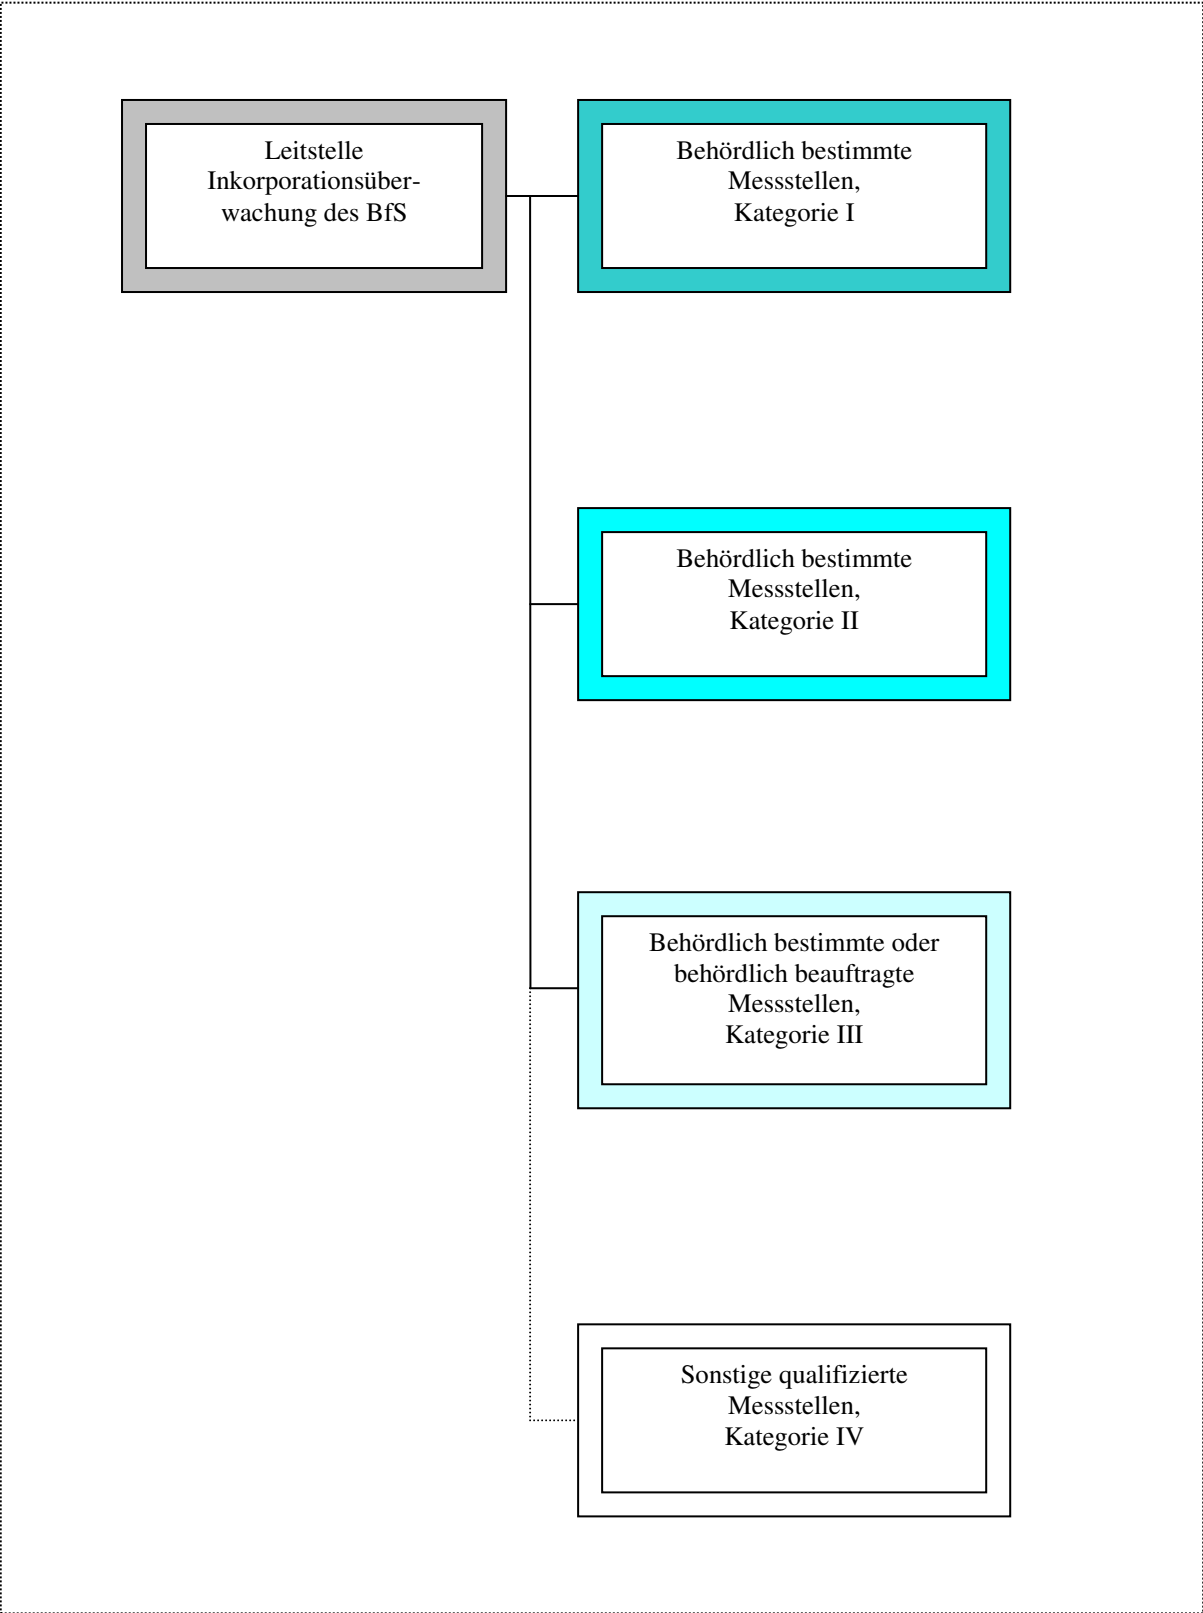 Leitstelle
Inkorporationsüber-
wachung des BfS
Behördlich bestimmte
Messstellen,
Kategorie I
Behördlich bestimmte
Messstellen,
Kategorie II
Behördlich bestimmte oder
behördlich beauftragte
Messstellen,
Kategorie III
Sonstige qualifizierte
Messstellen,
Kategorie IV